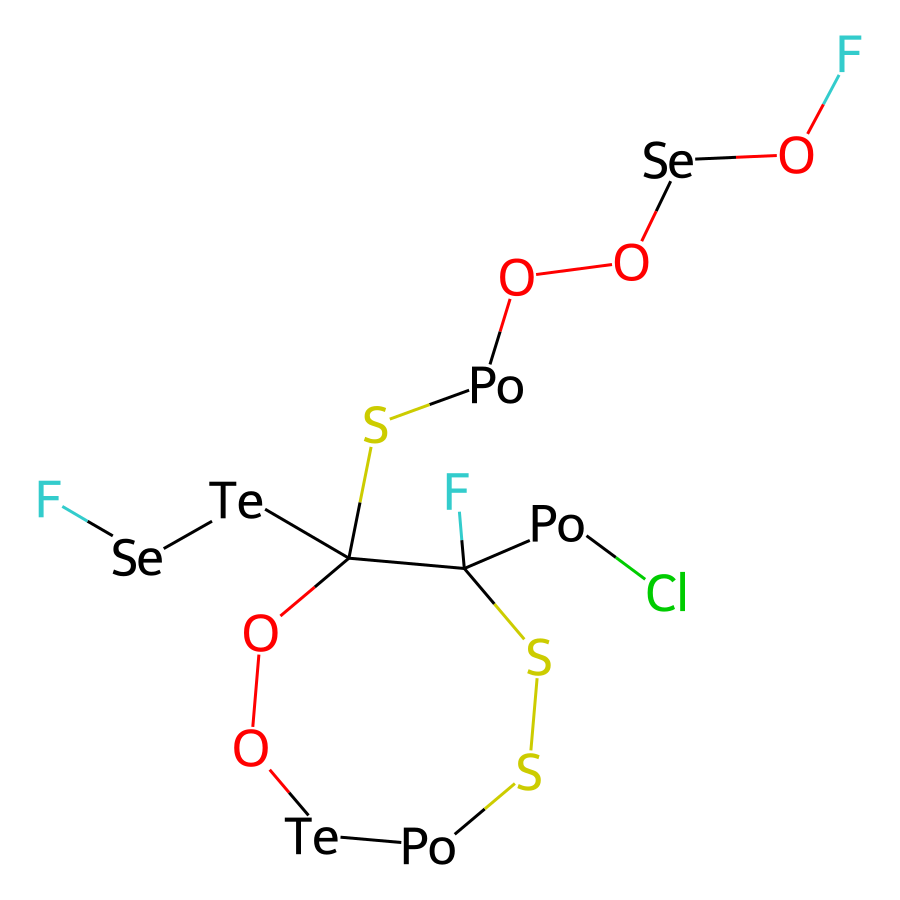 F
Se O
O O
Po
S
F Te F Po
Se Cl
O S
O S
Te Po